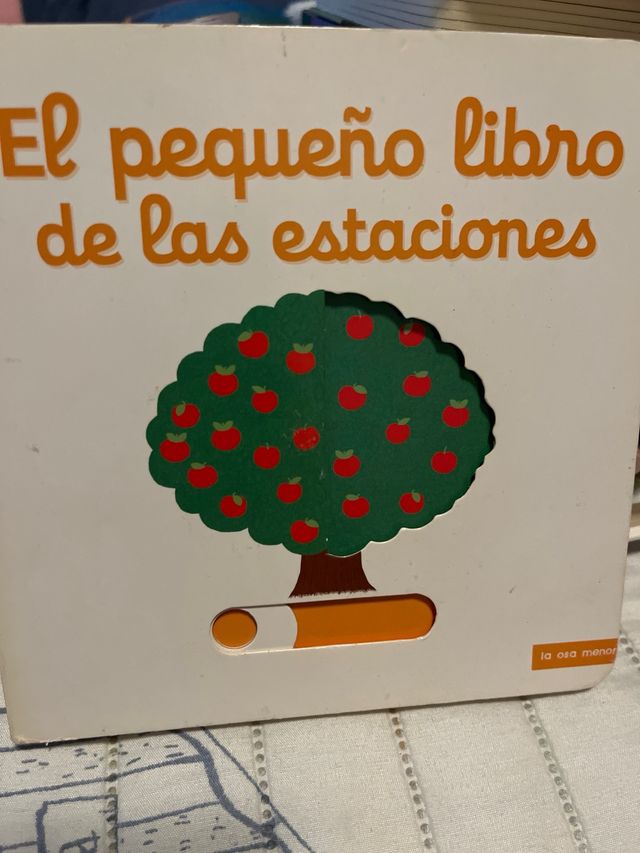 El pequeño libro
de las estaciones
la osa menor